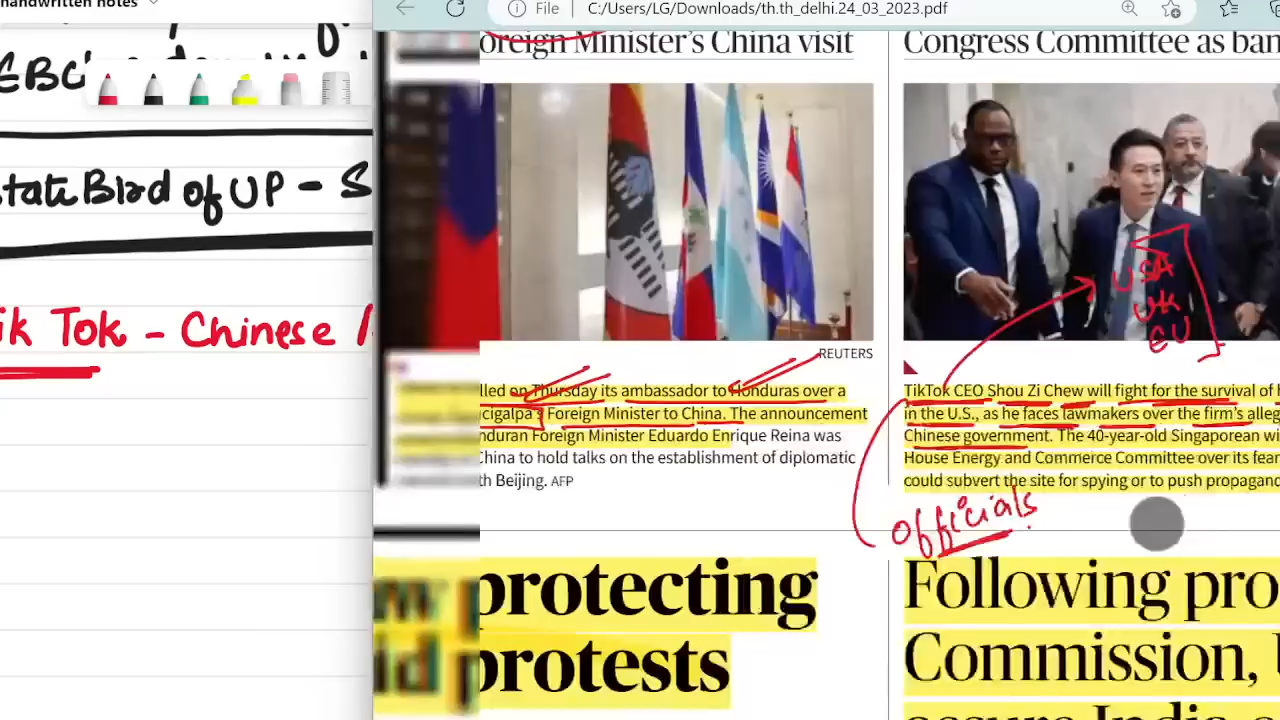 handwritten notes
File
C:/Users/LG/Downloads/th.th_delhi.24_03_2023.pdf
EBC
State Bird of UP - S
Tik Tok - Chinese
oreign Minister's China visit
REUTERS
lled on Thursday its ambassador to Honduras over a
ucigalpa's Foreign Minister to China. The announcement
nduran Foreign Minister Eduardo Enrique Reina was
China to hold talks on the establishment of diplomatic
th Beijing. AFP
protecting
protests
Congress Committee as ban
USA
UK
EU
TikTok CEO Shou Zi Chew will fight for the survival of
in the U.S., as he faces lawmakers over the firm's alleg
Chinese government. The 40-year-old Singaporean wi
House Energy and Commerce Committee over its fear
could subvert the site for spying or to push propagand
officials
Following pro
Commission,